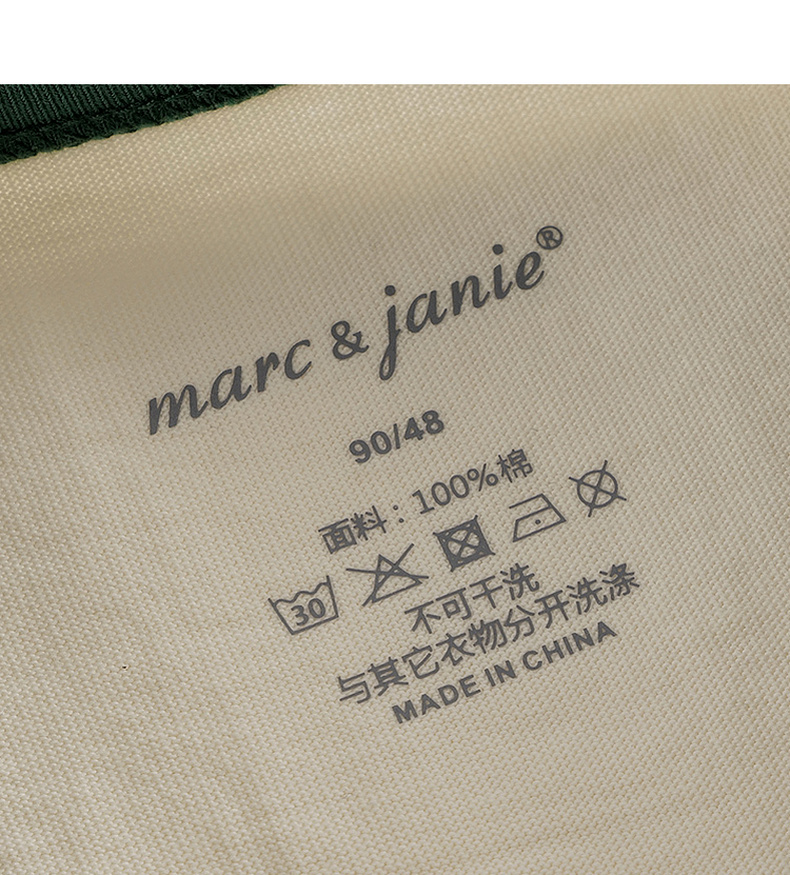 marc & janie®
90/48
面料：100%棉
30
不可干洗
与其它衣物分开洗涤
MADE IN CHINA